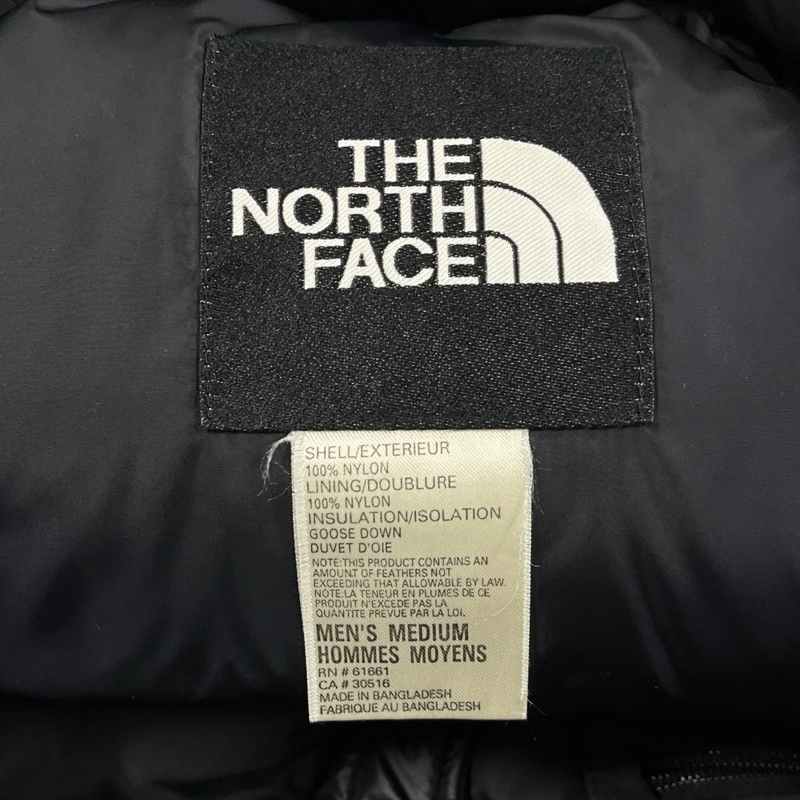 THE
NORTH
FACE
SHELL/EXTERIEUR
100% NYLON
LINING/DOUBLURE
100% NYLON
INSULATION/ISOLATION
GOOSE DOWN
DUVET D'OIE
NOTE:THIS PRODUCT CONTAINS AN
AMOUNT OF FEATHERS NOT
EXCEEDING THAT ALLOWABLE BY LAW.
NOTE:LA TENEUR EN PLUMES DE CE
PRODUIT N'EXCEDE PAS LA
QUANTITE PREVUE PAR LA LOI.
MEN'S MEDIUM
HOMMES MOYENS
RN # 61661
CA # 30516
MADE IN BANGLADESH
FABRIQUE AU BANGLADESH